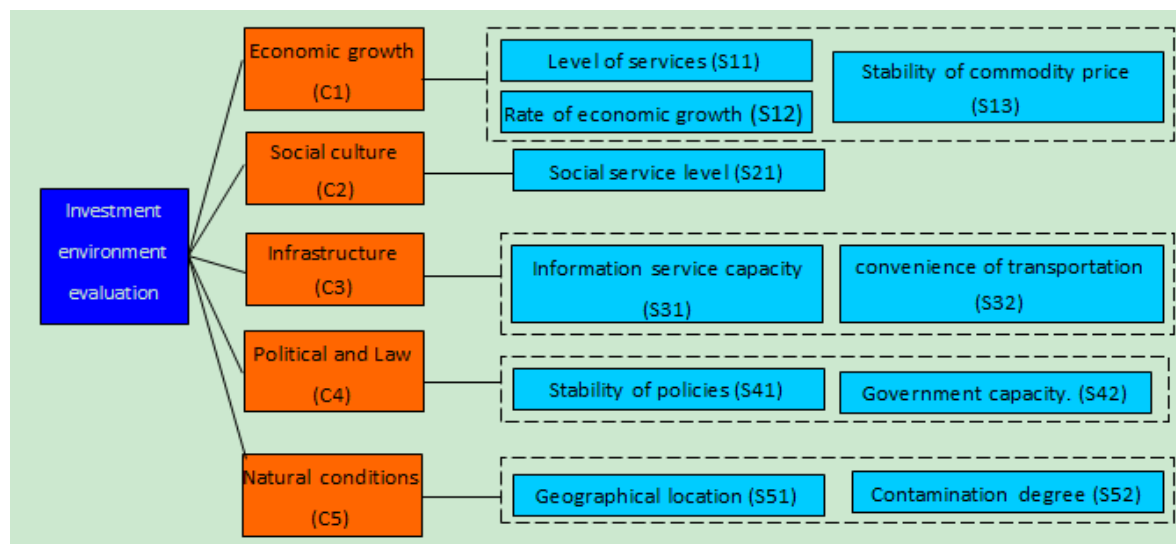 Investment
environment
evaluation
Economic growth
(C1)
Level of services (S11)
Rate of economic growth (S12)
Stability of commodity price
(S13)
Social culture
(C2)
Social service level (S21)
Infrastructure
(C3)
Information service capacity
(S31)
convenience of transportation
(S32)
Political and Law
(C4)
Stability of policies (S41)
Government capacity. (S42)
Natural conditions
(C5)
Geographical location (S51)
Contamination degree (S52)